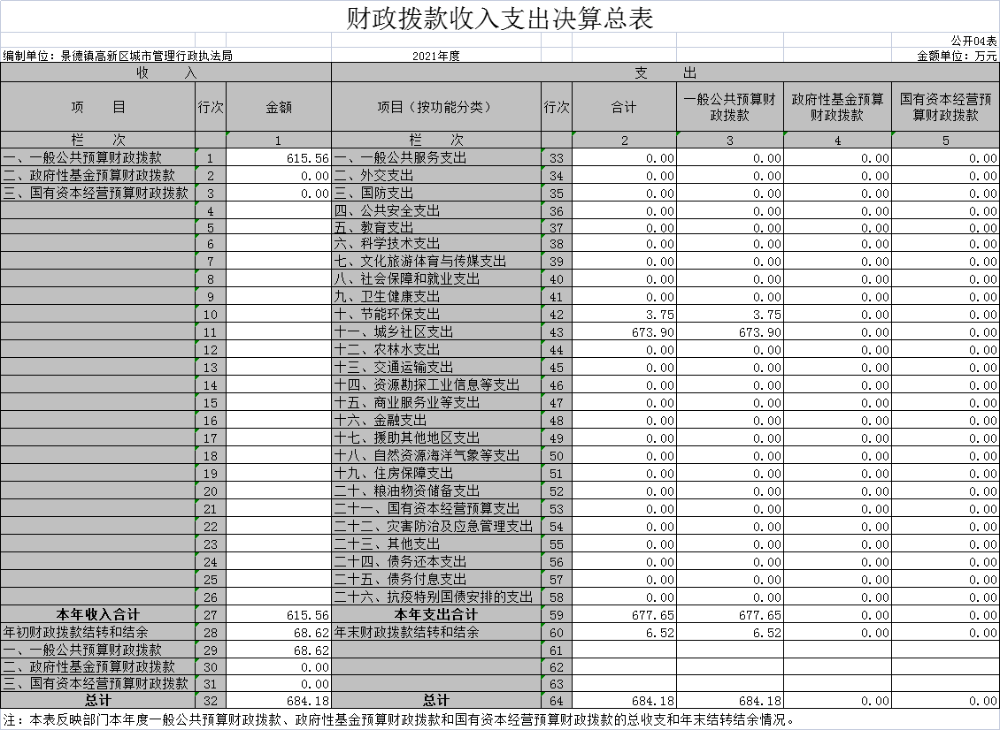 财政拨款收入支出决算总表
公开04表
编制单位：景德镇高新区城市管理行政执法局 2021年度 金额单位：万元
收 入 支 出
项 目 行次 金额 项目（按功能分类） 行次 合计 一般公共预算财政拨款 政府性基金预算财政拨款 国有资本经营预算财政拨款
栏 次 1 栏 次 2 3 4 5
一、一般公共预算财政拨款 1 615.56 一、一般公共服务支出 33 0.00 0.00 0.00 0.00
二、政府性基金预算财政拨款 2 0.00 二、外交支出 34 0.00 0.00 0.00 0.00
三、国有资本经营预算财政拨款 3 0.00 三、国防支出 35 0.00 0.00 0.00 0.00
4 四、公共安全支出 36 0.00 0.00 0.00 0.00
5 五、教育支出 37 0.00 0.00 0.00 0.00
6 六、科学技术支出 38 0.00 0.00 0.00 0.00
7 七、文化旅游体育与传媒支出 39 0.00 0.00 0.00 0.00
8 八、社会保障和就业支出 40 0.00 0.00 0.00 0.00
9 九、卫生健康支出 41 0.00 0.00 0.00 0.00
10 十、节能环保支出 42 3.75 3.75 0.00 0.00
11 十一、城乡社区支出 43 673.90 673.90 0.00 0.00
12 十二、农林水支出 44 0.00 0.00 0.00 0.00
13 十三、交通运输支出 45 0.00 0.00 0.00 0.00
14 十四、资源勘探工业信息等支出 46 0.00 0.00 0.00 0.00
15 十五、商业服务业等支出 47 0.00 0.00 0.00 0.00
16 十六、金融支出 48 0.00 0.00 0.00 0.00
17 十七、援助其他地区支出 49 0.00 0.00 0.00 0.00
18 十八、自然资源海洋气象等支出 50 0.00 0.00 0.00 0.00
19 十九、住房保障支出 51 0.00 0.00 0.00 0.00
20 二十、粮油物资储备支出 52 0.00 0.00 0.00 0.00
21 二十一、国有资本经营预算支出 53 0.00 0.00 0.00 0.00
22 二十二、灾害防治及应急管理支出 54 0.00 0.00 0.00 0.00
23 二十三、其他支出 55 0.00 0.00 0.00 0.00
24 二十四、债务还本支出 56 0.00 0.00 0.00 0.00
25 二十五、债务付息支出 57 0.00 0.00 0.00 0.00
26 二十六、抗疫特别国债安排的支出 58 0.00 0.00 0.00 0.00
本年收入合计 27 615.56 本年支出合计 59 677.65 677.65 0.00 0.00
年初财政拨款结转和结余 28 68.62 年末财政拨款结转和结余 60 6.52 6.52 0.00 0.00
一、一般公共预算财政拨款 29 68.62 61
二、政府性基金预算财政拨款 30 0.00 62
三、国有资本经营预算财政拨款 31 0.00 63
总计 32 684.18 总计 64 684.18 684.18 0.00 0.00
注：本表反映部门本年度一般公共预算财政拨款、政府性基金预算财政拨款和国有资本经营预算财政拨款的总收支和年末结转结余情况。